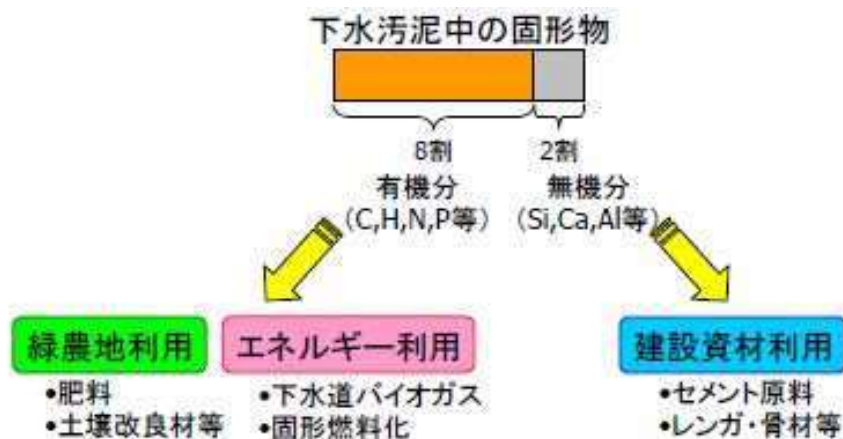 下水汚泥中の固形物
8割
2割
有機分
無機分
(C,H,N,P等)
(Si,Ca,Al等)
緑農地利用
エネルギー利用
建設資材利用
•肥料
•土壌改良材等
•下水道バイオガス
•固形燃料化
•セメント原料
•レンガ・骨材等